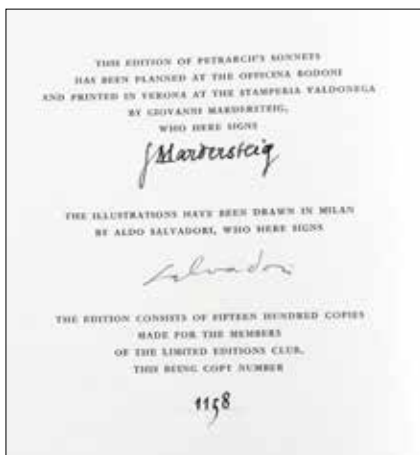 THIS EDITION OF PETRARCH'S SONNETS
HAS BEEN PLANNED AT THE OFFICINA BODONI
AND PRINTED IN VERONA AT THE STAMPERIA VALDONEGA
BY GIOVANNI MARDERSTEIG,
WHO HERE SIGNS
G Mardersteig
THE ILLUSTRATIONS HAVE BEEN DRAWN IN MILAN
BY ALDO SALVADORI, WHO HERE SIGNS
Salvadori
THE EDITION CONSISTS OF FIFTEEN HUNDRED COPIES
MADE FOR THE MEMBERS
OF THE LIMITED EDITIONS CLUB,
THIS BEING COPY NUMBER
1158